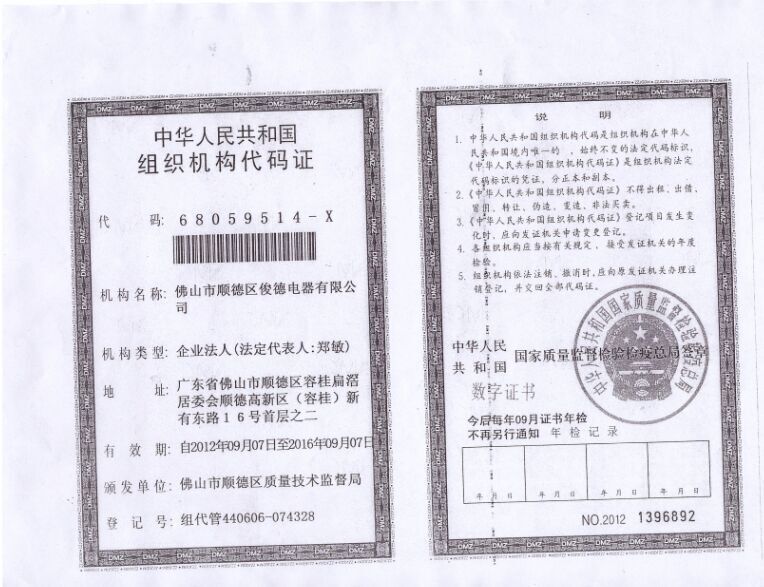 中华人民共和国
组织机构代码证
代 码: 68059514-X
机构名称: 佛山市顺德区俊德电器有限公
司
机构类型: 企业法人(法定代表人:郑敏)
地 址: 广东省佛山市顺德区容桂扁滘
居委会顺德高新区（容桂）新
有东路１６号首层之二
有 效 期: 自2012年09月07日至2016年09月07日
颁发单位: 佛山市顺德区质量技术监督局
登 记 号: 组代管440606-074328
说 明
1. 中华人民共和国组织机构代码是组织机构在中华人
民共和国境内唯一的、始终不变的法定代码标识，
《中华人民共和国组织机构代码证》是组织机构法定
代码标识的凭证，分正本和副本。
2. 《中华人民共和国组织机构代码证》不得出租、出借、
冒用、转让、伪造、变造、非法买卖。
3. 《中华人民共和国组织机构代码证》登记项目发生变
化时，应向发证机关申请变更登记。
4. 各组织机构应当按有关规定，接受发证机关的年度
检验。
5. 组织机构依法注销、撤消时，应向原发证机关办理注
销登记，并交回全部代码证。
中华人民
共 和 国 国家质量监督检验检疫总局签章
数字证书
中华人民共和国国家质量监督检验检疫总局
今后每年09月证书年检
不再另行通知 年检记录
年 月 日 年 月 日 年 月 日 年 月 日
NO.2012 1396892